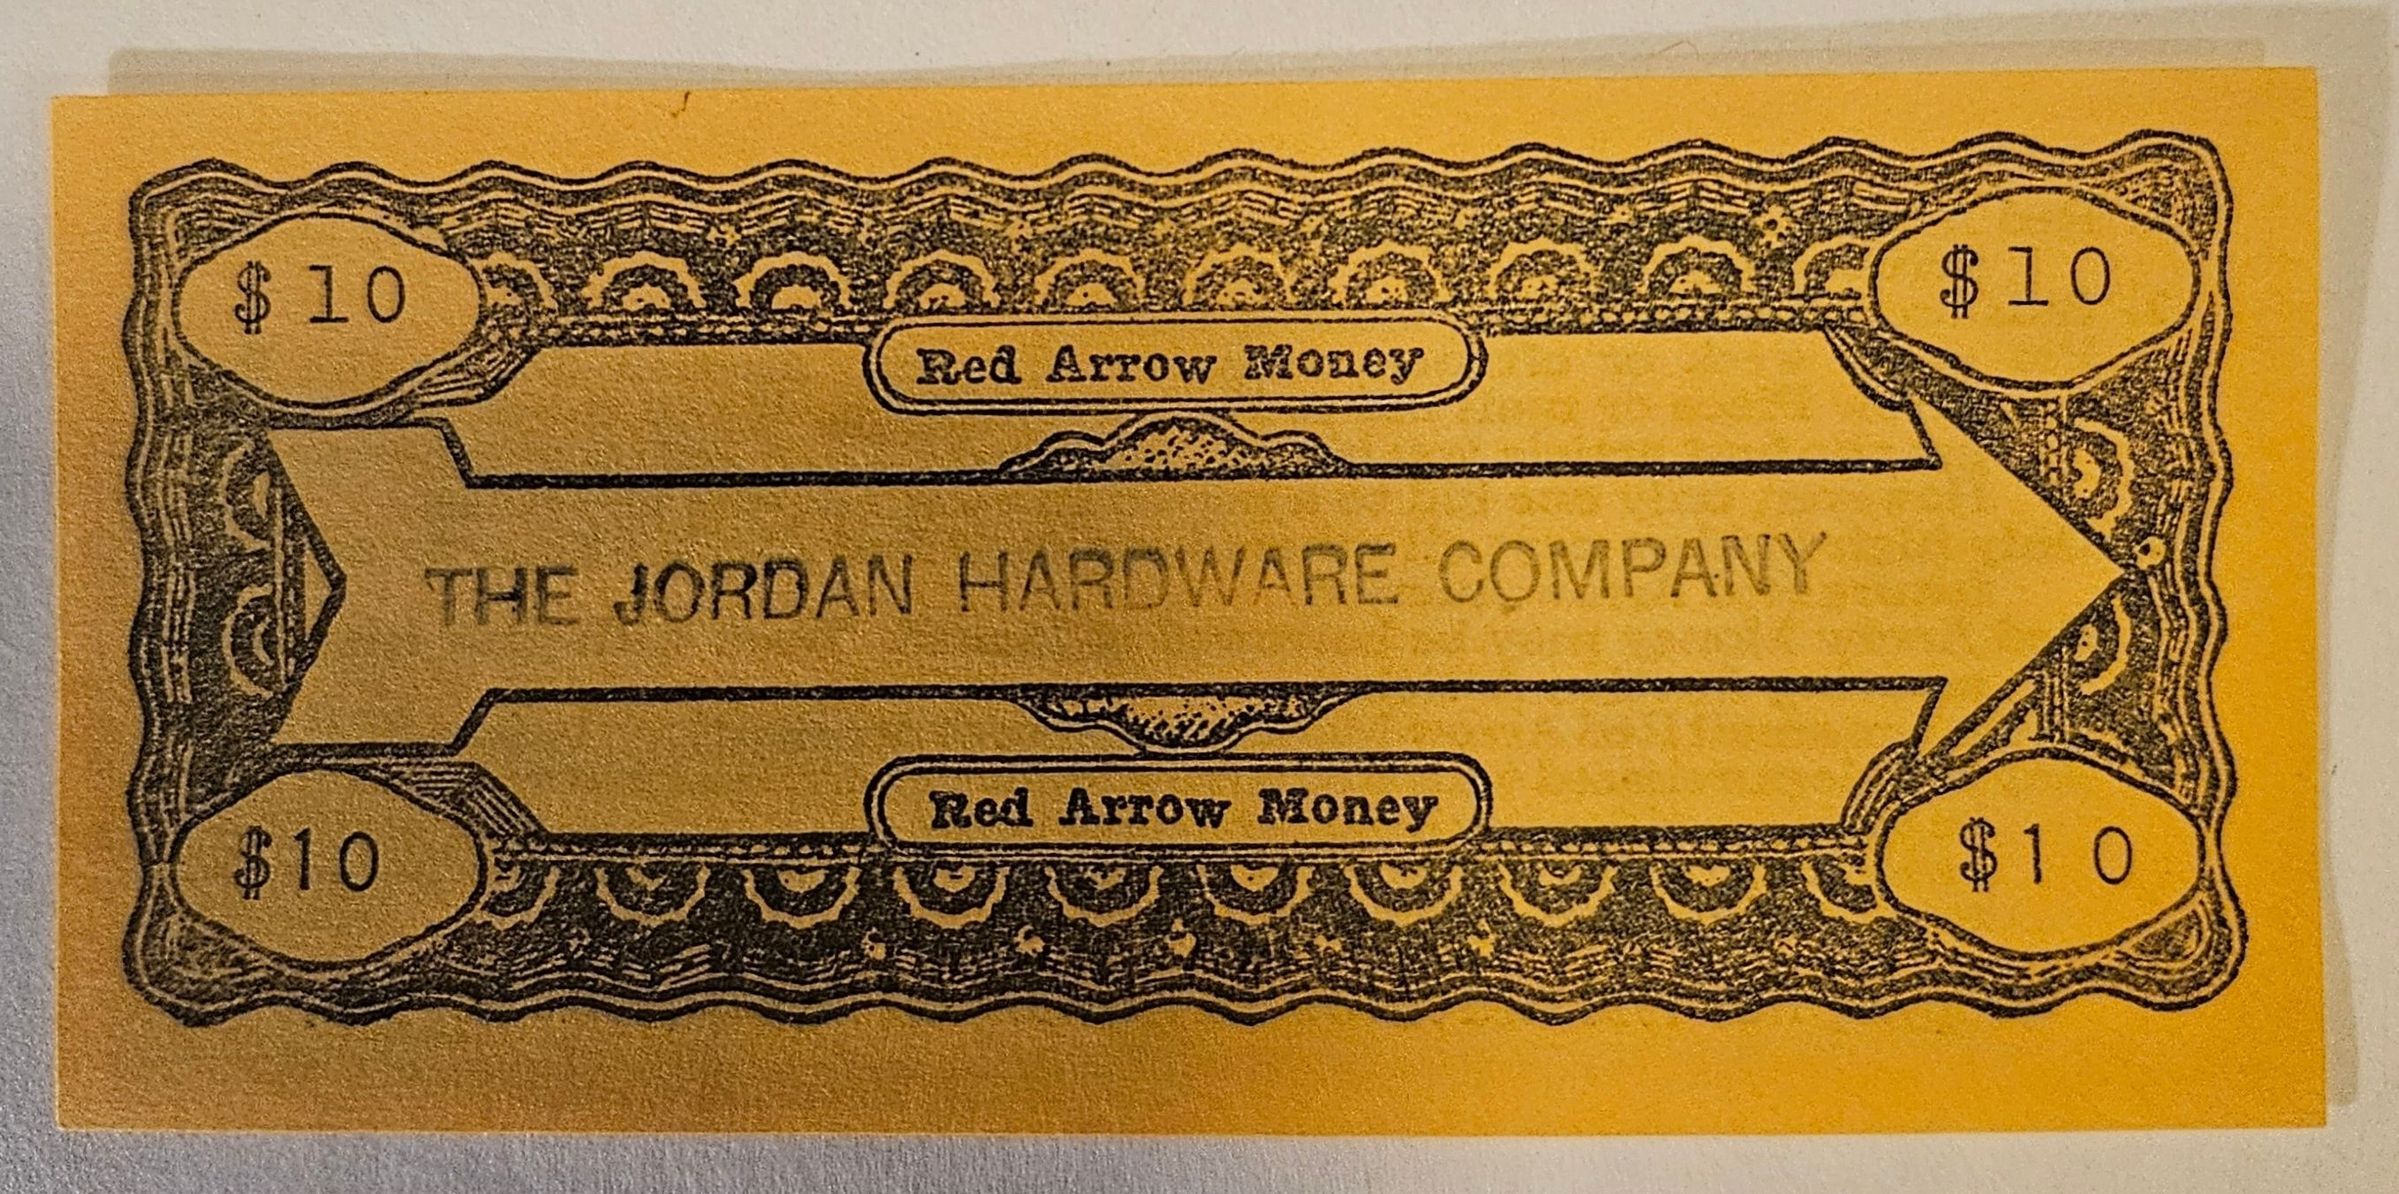 $10 $10
Red Arrow Money
THE JORDAN HARDWARE COMPANY
Red Arrow Money
$10 $10